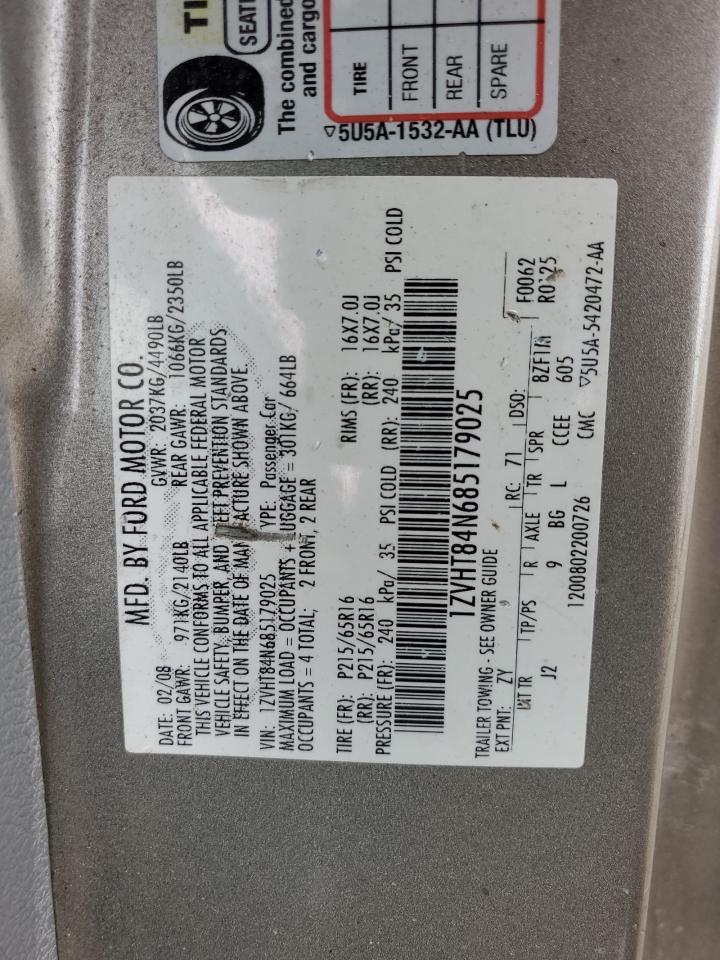 TI
SEATI
The combined
and cargo
TIRE
FRONT
REAR
SPARE
5U5A-1532-AA (TLU)
MFD. BY FORD MOTOR CO.
DATE: 02/08 GVWR: 2037KG/4490LB
FRONT GAWR: 971KG/2140LB REAR GAWR: 1066KG/2350LB
THIS VEHICLE CONFORMS TO ALL APPLICABLE FEDERAL MOTOR
VEHICLE SAFETY, BUMPER, AND THEFT PREVENTION STANDARDS
IN EFFECT ON THE DATE OF MANUFACTURE SHOWN ABOVE.
VIN: 1ZVHT84N685179025 TYPE: Passenger Car
MAXIMUM LOAD = OCCUPANTS + LUGGAGE = 301KG/ 664LB
OCCUPANTS = 4 TOTAL; 2 FRONT, 2 REAR
TIRE (FR): P215/65R16 RIMS (FR): 16X7.0J
(RR): P215/65R16 (RR): 16X7.0J
PRESSURE (FR): 240 kPa/ 35 PSI COLD (RR): 240 kPa/ 35 PSI COLD
1ZVHT84N685179025
TRAILER TOWING - SEE OWNER GUIDE
EXT PNT: ZY RC: 71 DSO: F0062
INT TR TP/PS R AXLE TR SPR
J2 9 BG L CCEE 605
1200802200726 CMC
5U5A-5420472-AA